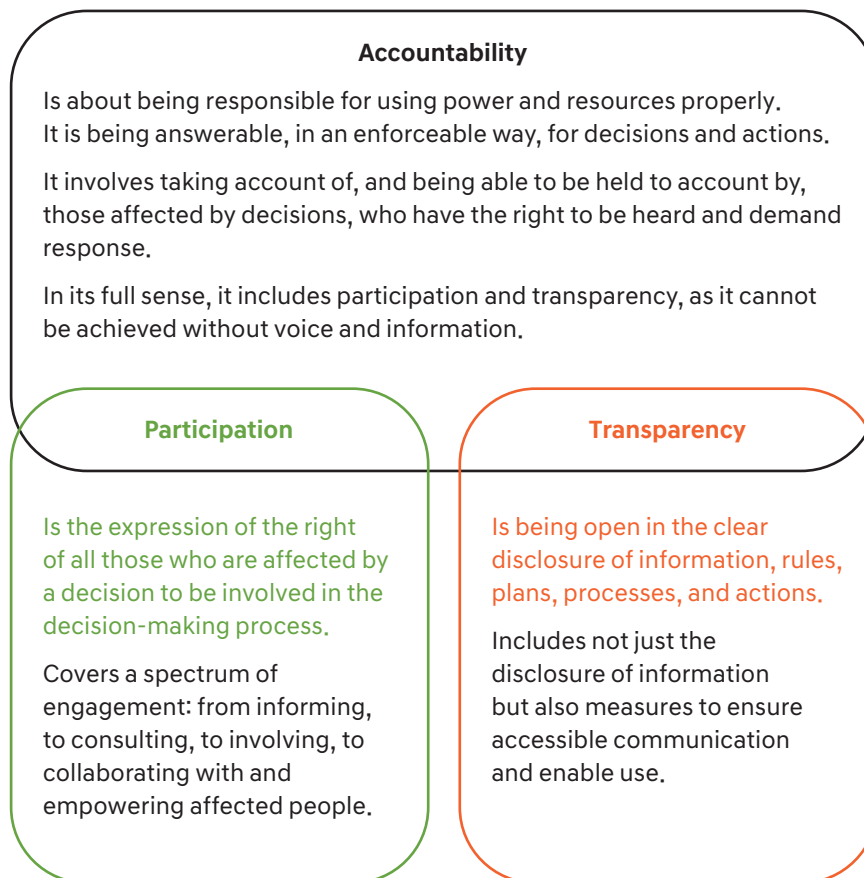 Accountability
Is about being responsible for using power and resources properly.
It is being answerable, in an enforceable way, for decisions and actions.
It involves taking account of, and being able to be held to account by,
those affected by decisions, who have the right to be heard and demand
response.
In its full sense, it includes participation and transparency, as it cannot
be achieved without voice and information.
Participation
Is the expression of the right
of all those who are affected by
a decision to be involved in the
decision-making process.
Covers a spectrum of
engagement: from informing,
to consulting, to involving, to
collaborating with and
empowering affected people.
Transparency
Is being open in the clear
disclosure of information, rules,
plans, processes, and actions.
Includes not just the
disclosure of information
but also measures to ensure
accessible communication
and enable use.